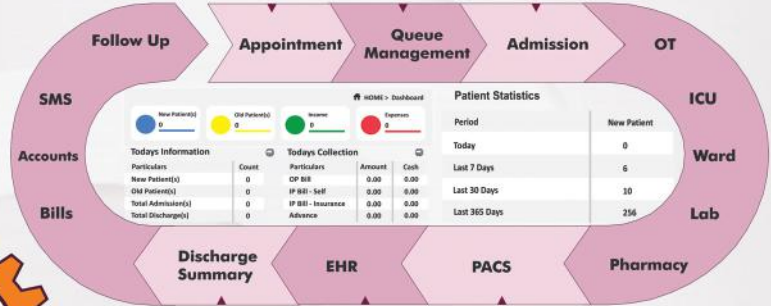 Follow Up
Appointment
Queue
Management
Admission
OT
ICU
Ward
Lab
Pharmacy
PACS
EHR
Discharge
Summary
Bills
Accounts
SMS
HOME > Dashboard
New Patient(s)
0
Old Patient(s)
0
Income
0
Expenses
0
Todays Information
Particulars Count
New Patient(s) 0
Old Patient(s) 0
Total Admission(s) 0
Total Discharge(s) 0
Todays Collection
Particulars Amount Cash
OP Bill 0.00 0.00
IP Bill - Self 0.00 0.00
IP Bill - Insurance 0.00 0.00
Advance 0.00 0.00
Patient Statistics
Period New Patient
Today 0
Last 7 Days 6
Last 30 Days 10
Last 365 Days 256